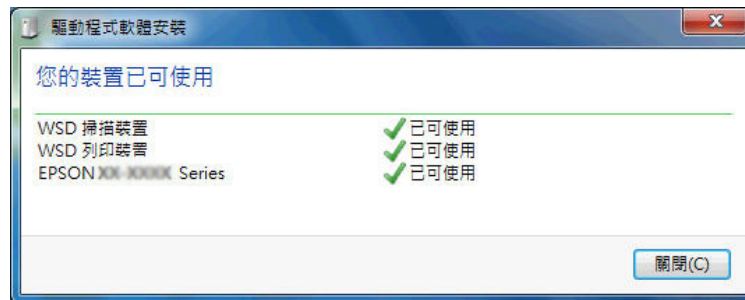 驅動程式軟體安裝
您的裝置已可使用
WSD 掃描裝置 已可使用
WSD 列印裝置 已可使用
EPSON Series 已可使用
關閉(C)